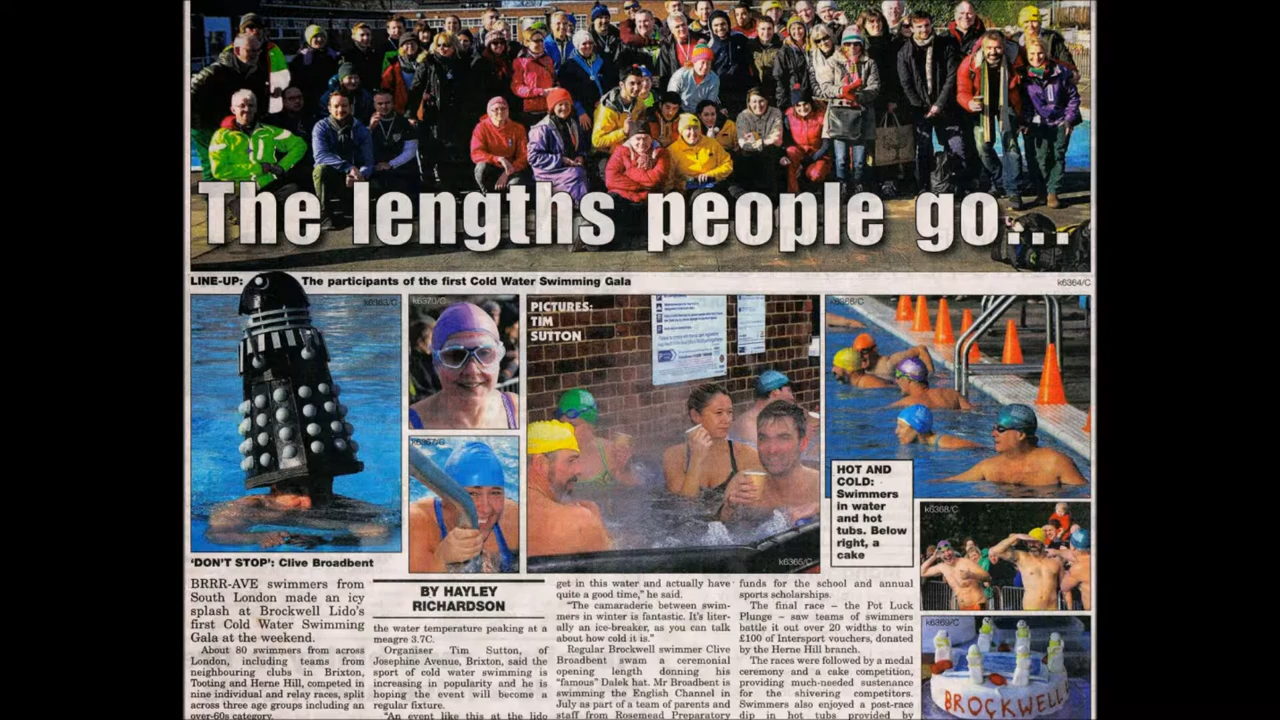 The lengths people go...
LINE-UP: The participants of the first Cold Water Swimming Gala
k6364/C
k6363/C
k6370/C
PICTURES:
TIM
SUTTON
k6367/C
k6365/C
HOT AND
COLD:
Swimmers
in water
and hot
tubs. Below
right, a
cake
k6368/C
k6369/C
BROCKWELL
'DON'T STOP': Clive Broadbent
BRRR-AVE swimmers from
South London made an icy
splash at Brockwell Lido's
first Cold Water Swimming
Gala at the weekend.
About 80 swimmers from across
London, including teams from
neighbouring clubs in Brixton,
Tooting and Herne Hill, competed in
nine individual and relay races, split
across three age groups including an
over-60s category.
BY HAYLEY
RICHARDSON
the water temperature peaking at a
meagre 3.7C.
Organiser Tim Sutton, of
Josephine Avenue, Brixton, said the
sport of cold water swimming is
increasing in popularity and he is
hoping the event will become a
regular fixture.
"An event like this at the lido
get in this water and actually have
quite a good time," he said.
"The camaraderie between swim-
mers in winter is fantastic. It's liter-
ally an ice-breaker, as you can talk
about how cold it is."
Regular Brockwell swimmer Clive
Broadbent swam a ceremonial
opening length donning his
"famous" Dalek hat. Mr Broadbent is
swimming the English Channel in
July as part of a team of parents and
staff from Rosemead Preparatory
funds for the school and annual
sports scholarships.
The final race – the Pot Luck
Plunge – saw teams of swimmers
battle it out over 20 widths to win
£100 of Intersport vouchers, donated
by the Herne Hill branch.
The races were followed by a medal
ceremony and a cake competition,
providing much-needed sustenance
for the shivering competitors.
Swimmers also enjoyed a post-race
dip in hot tubs provided by